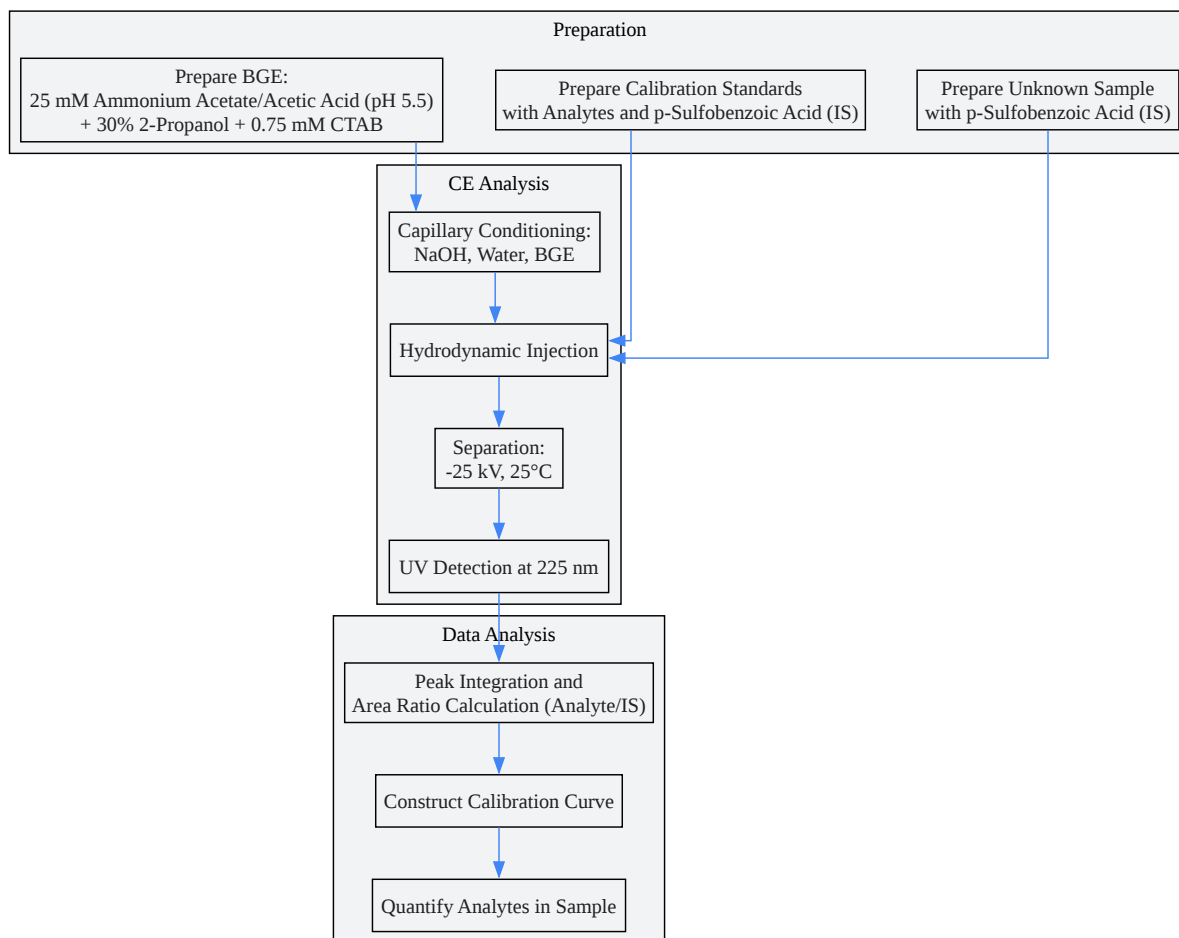 Preparation
Prepare BGE:
25 mM Ammonium Acetate/Acetic Acid (pH 5.5)
+ 30% 2-Propanol + 0.75 mM CTAB
Prepare Calibration Standards
with Analytes and p-Sulfobenzoic Acid (IS)
Prepare Unknown Sample
with p-Sulfobenzoic Acid (IS)
CE Analysis
Capillary Conditioning:
NaOH, Water, BGE
Hydrodynamic Injection
Separation:
-25 kV, 25°C
UV Detection at 225 nm
Data Analysis
Peak Integration and
Area Ratio Calculation (Analyte/IS)
Construct Calibration Curve
Quantify Analytes in Sample